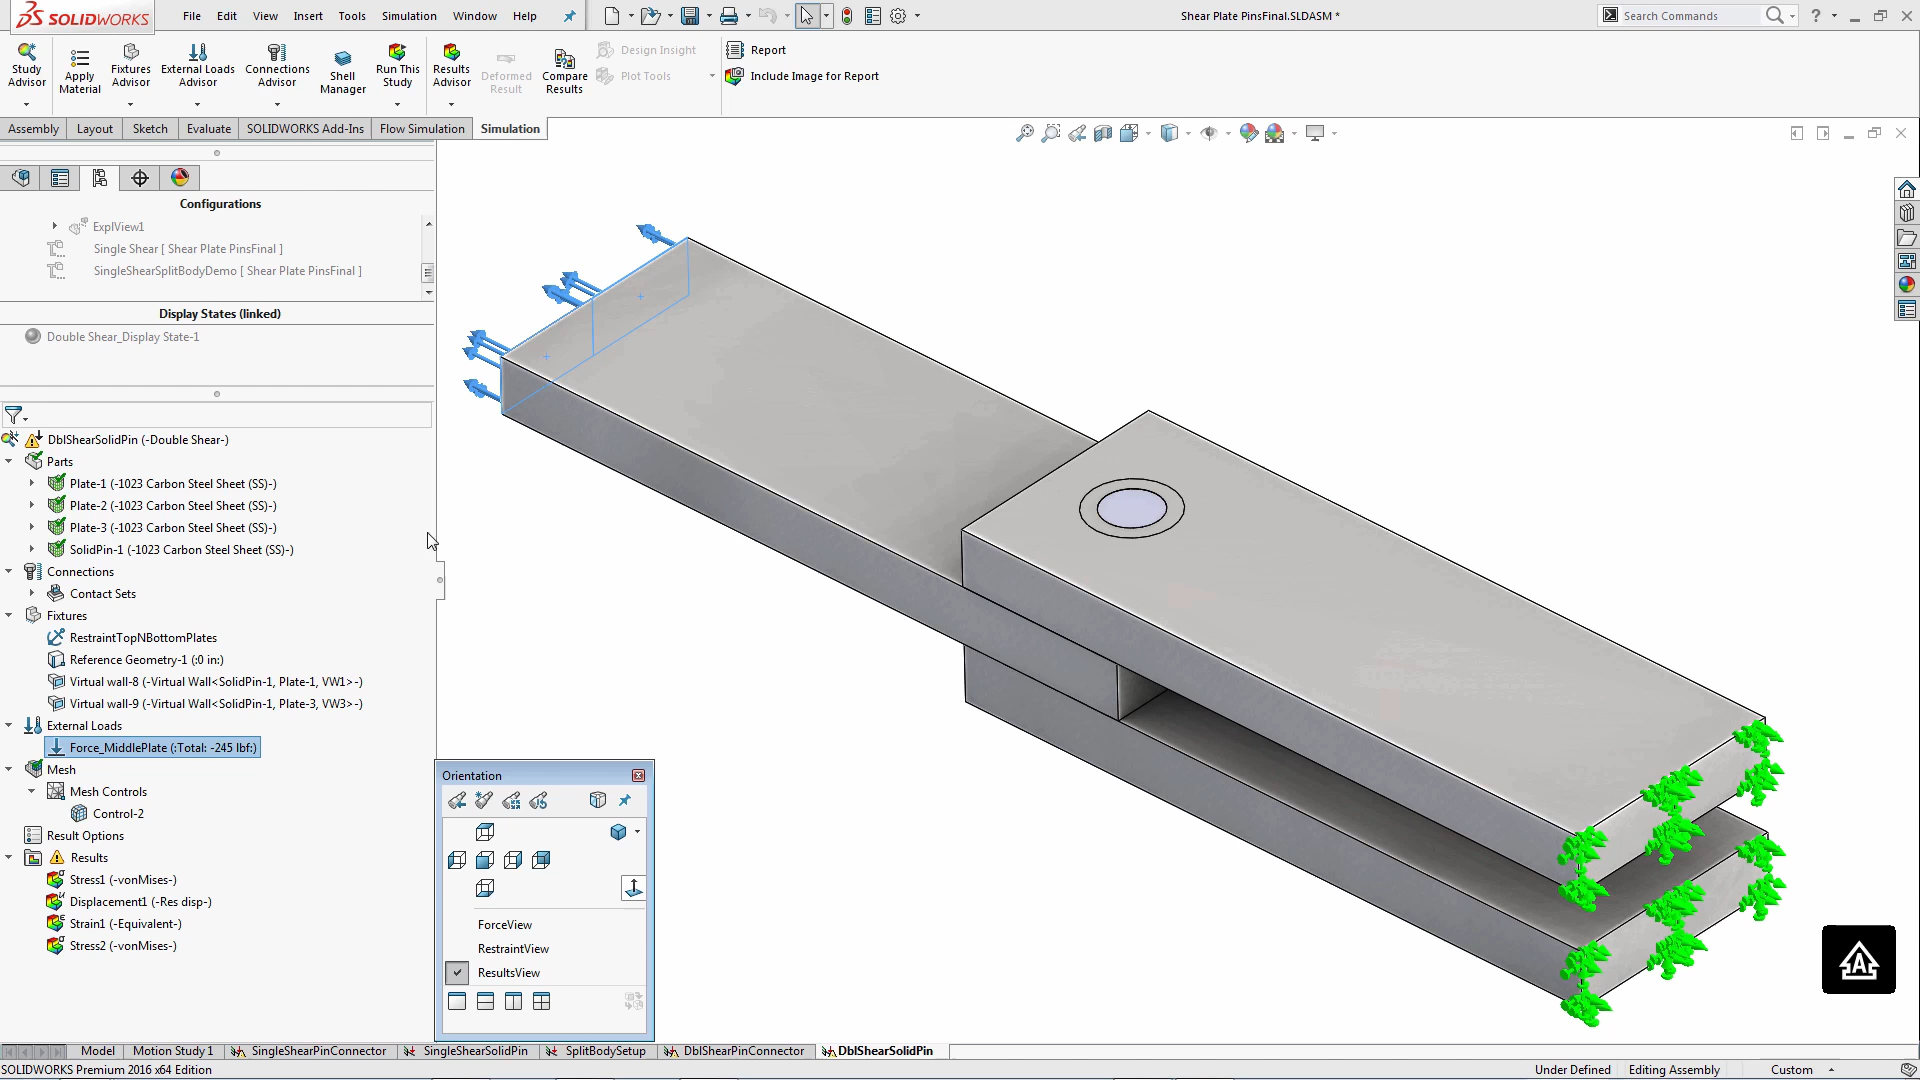 SOLIDWORKS
File Edit View Insert Tools Simulation Window Help
Shear Plate PinsFinal.SLDASM *
Search Commands
Study Advisor
Apply Material
Fixtures Advisor
External Loads Advisor
Connections Advisor
Shell Manager
Run This Study
Results Advisor
Deformed Result
Compare Results
Design Insight
Plot Tools
Report
Include Image for Report
Assembly Layout Sketch Evaluate SOLIDWORKS Add-Ins Flow Simulation Simulation
Configurations
ExplView1
Single Shear [ Shear Plate PinsFinal ]
SingleShearSplitBodyDemo [ Shear Plate PinsFinal ]
Display States (linked)
Double Shear_Display State-1
DblShearSolidPin (-Double Shear-)
Parts
Plate-1 (-1023 Carbon Steel Sheet (SS)-)
Plate-2 (-1023 Carbon Steel Sheet (SS)-)
Plate-3 (-1023 Carbon Steel Sheet (SS)-)
SolidPin-1 (-1023 Carbon Steel Sheet (SS)-)
Connections
Contact Sets
Fixtures
RestraintTopNBottomPlates
Reference Geometry-1 (:0 in:)
Virtual wall-8 (-Virtual Wall<SolidPin-1, Plate-1, VW1>-)
Virtual wall-9 (-Virtual Wall<SolidPin-1, Plate-3, VW3>-)
External Loads
Force_MiddlePlate (:Total: -245 lbf:)
Mesh
Mesh Controls
Control-2
Result Options
Results
Stress1 (-vonMises-)
Displacement1 (-Res disp-)
Strain1 (-Equivalent-)
Stress2 (-vonMises-)
Orientation
ForceView
RestraintView
ResultsView
A
Model Motion Study 1 SingleShearPinConnector SingleShearSolidPin SplitBodySetup DblShearPinConnector DblShearSolidPin
SOLIDWORKS Premium 2016 x64 Edition
Under Defined Editing Assembly Custom